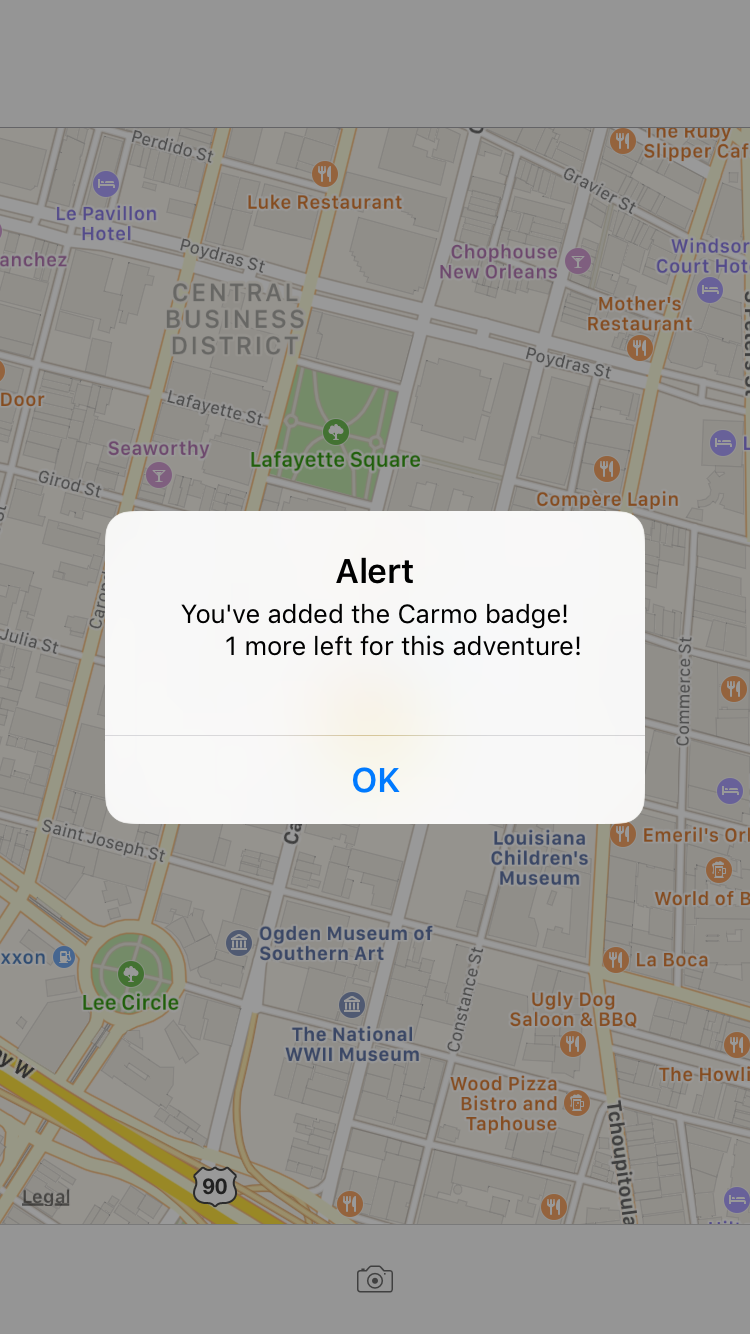 The Ruby
Slipper Caf
Perdido St
Gravier St
Le Pavillon
Hotel
Luke Restaurant
anchez
Poydras St
Chophouse
New Orleans
Windsor
Court Hot
CENTRAL
BUSINESS
DISTRICT
Mother's
Restaurant
Poydras St
Door
Lafayette St
Seaworthy
Lafayette Square
L
Girod St
Compère Lapin
Alert
You've added the Carmo badge!
1 more left for this adventure!
OK
Julia St
Commerce St
Saint Joseph St
Ca
Louisiana
Children's
Museum
Emeril's Orl
World of B
Ogden Museum of
Southern Art
xxon
La Boca
Lee Circle
Constance St
Ugly Dog
Saloon & BBQ
The National
WWII Museum
y W
The Howli
Wood Pizza
Bistro and
Taphouse
Tchoupitoula
90
Legal